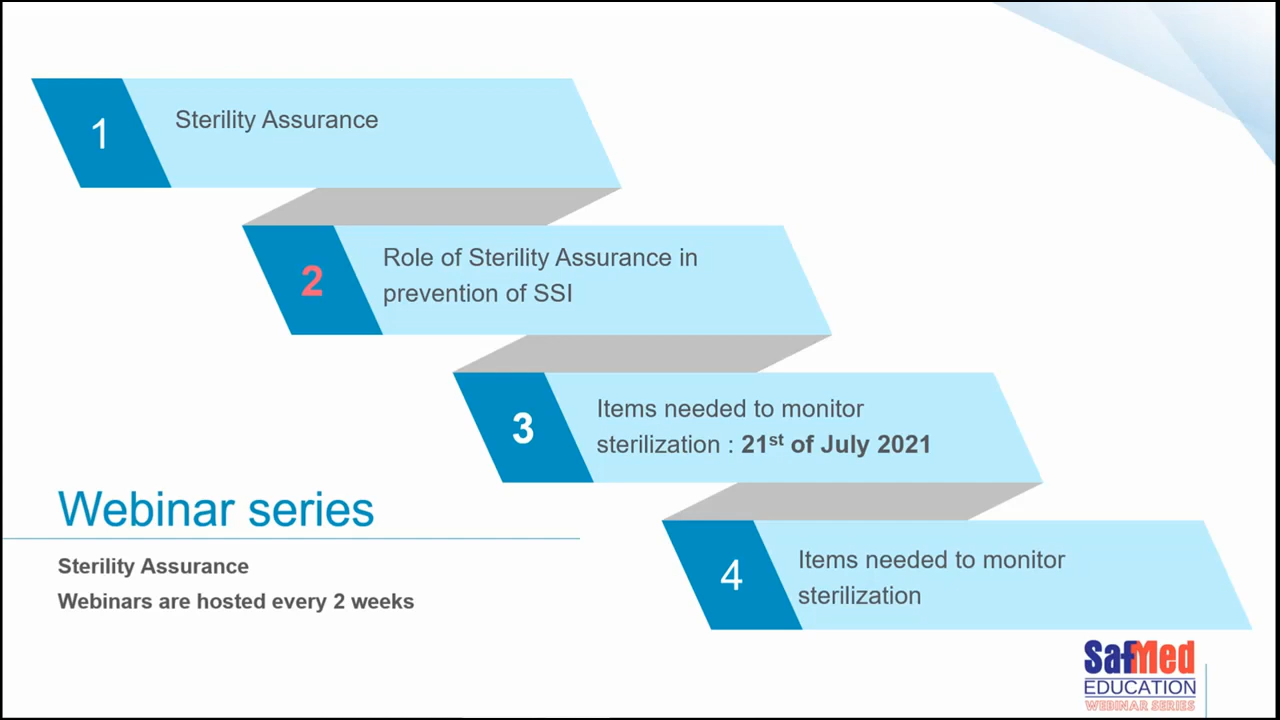 1
Sterility Assurance
2
Role of Sterility Assurance in
prevention of SSI
3
Items needed to monitor
sterilization : 21st of July 2021
4
Items needed to monitor
sterilization
Webinar series
Sterility Assurance
Webinars are hosted every 2 weeks
SafMed
EDUCATION
WEBINAR SERIES